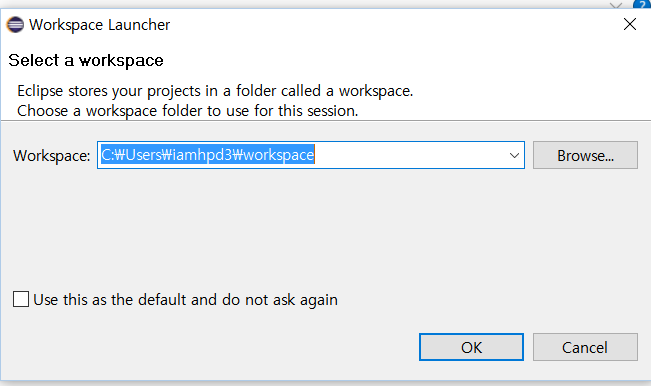 Workspace Launcher
Select a workspace
Eclipse stores your projects in a folder called a workspace.
Choose a workspace folder to use for this session.
Workspace: C:₩Users₩iamhpd3₩workspace Browse...
Use this as the default and do not ask again
OK Cancel